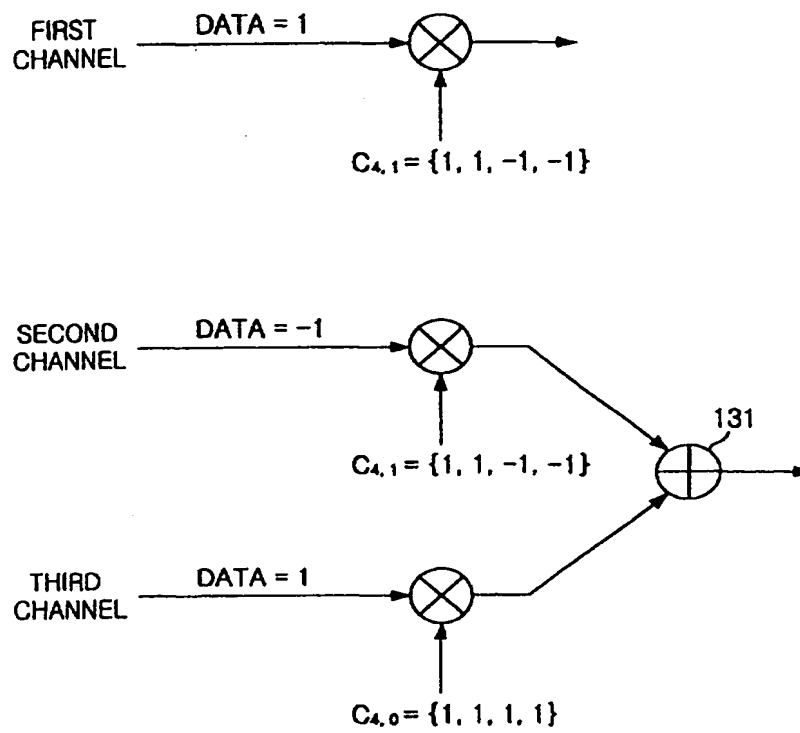 FIRST
CHANNEL
DATA = 1
C4, 1 = {1, 1, -1, -1}
SECOND
CHANNEL
DATA = -1
131
C4, 1 = {1, 1, -1, -1}
THIRD
CHANNEL
DATA = 1
C4, 0 = {1, 1, 1, 1}